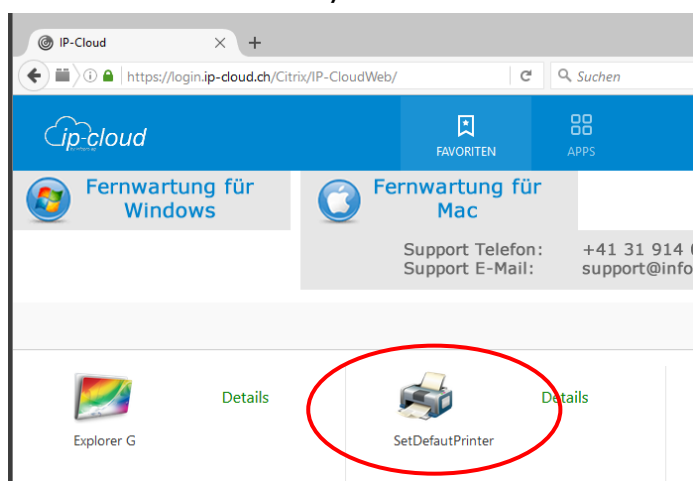 IP-Cloud
https://login.ip-cloud.ch/Citrix/IP-CloudWeb/
Suchen
ip-cloud
FAVORITEN
APPS
Fernwartung für
Windows
Fernwartung für
Mac
Support Telefon: +41 31 914
Support E-Mail: support@info
Details
Details
Explorer G
SetDefautPrinter